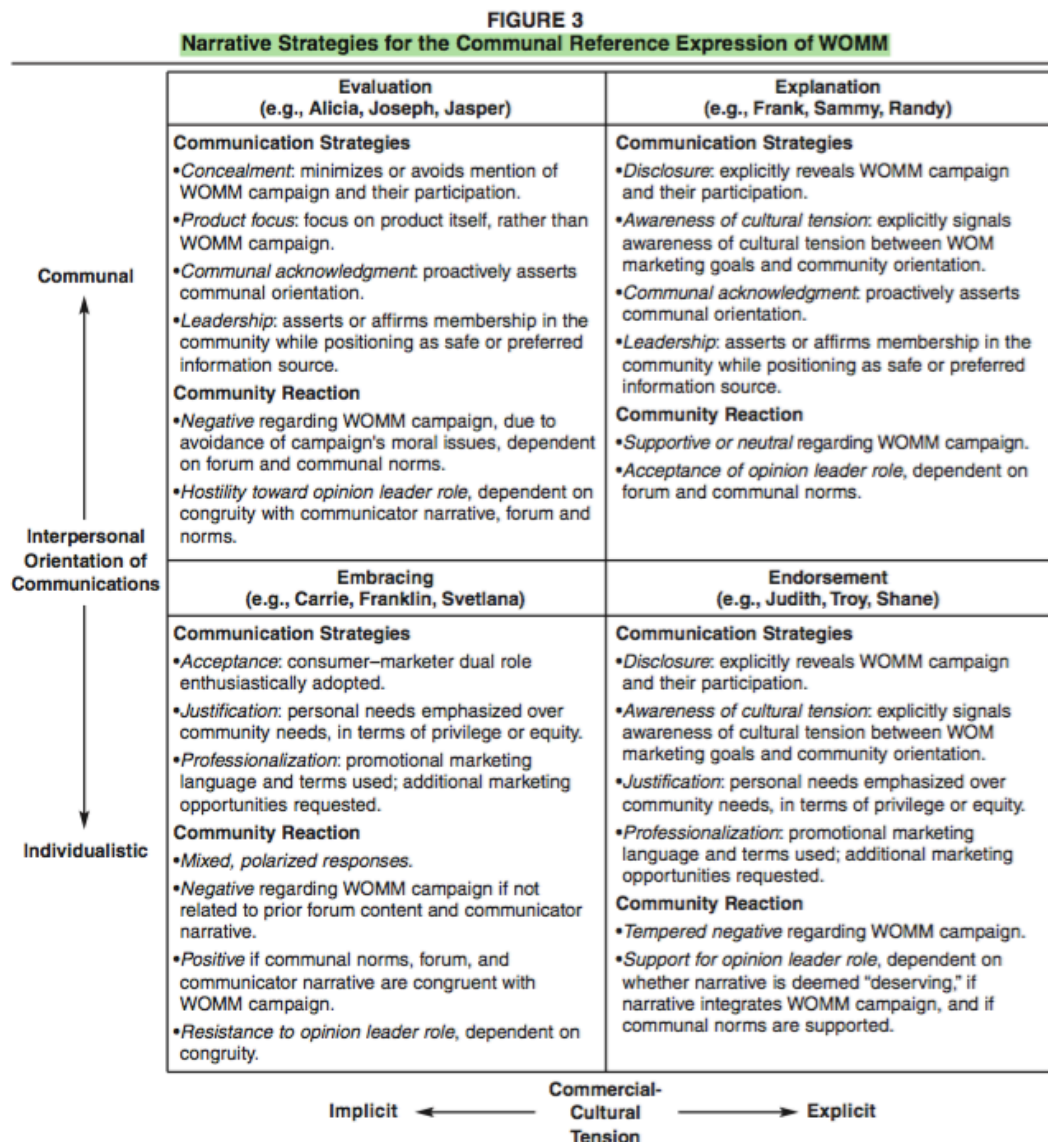 FIGURE 3
Narrative Strategies for the Communal Reference Expression of WOMM
Evaluation
(e.g., Alicia, Joseph, Jasper)
Communication Strategies
•Concealment: minimizes or avoids mention of
WOMM campaign and their participation.
•Product focus: focus on product itself, rather than
WOMM campaign.
•Communal acknowledgment: proactively asserts
communal orientation.
•Leadership: asserts or affirms membership in the
community while positioning as safe or preferred
information source.
Community Reaction
•Negative regarding WOMM campaign, due to
avoidance of campaign's moral issues, dependent
on forum and communal norms.
•Hostility toward opinion leader role, dependent on
congruity with communicator narrative, forum and
norms.
Explanation
(e.g., Frank, Sammy, Randy)
Communication Strategies
•Disclosure: explicitly reveals WOMM campaign
and their participation.
•Awareness of cultural tension: explicitly signals
awareness of cultural tension between WOM
marketing goals and community orientation.
•Communal acknowledgment: proactively asserts
communal orientation.
•Leadership: asserts or affirms membership in the
community while positioning as safe or preferred
information source.
Community Reaction
•Supportive or neutral regarding WOMM campaign.
•Acceptance of opinion leader role, dependent on
forum and communal norms.
Communal
Interpersonal
Orientation of
Communications
Individualistic
Embracing
(e.g., Carrie, Franklin, Svetlana)
Communication Strategies
•Acceptance: consumer–marketer dual role
enthusiastically adopted.
•Justification: personal needs emphasized over
community needs, in terms of privilege or equity.
•Professionalization: promotional marketing
language and terms used; additional marketing
opportunities requested.
Community Reaction
•Mixed, polarized responses.
•Negative regarding WOMM campaign if not
related to prior forum content and communicator
narrative.
•Positive if communal norms, forum, and
communicator narrative are congruent with
WOMM campaign.
•Resistance to opinion leader role, dependent on
congruity.
Endorsement
(e.g., Judith, Troy, Shane)
Communication Strategies
•Disclosure: explicitly reveals WOMM campaign
and their participation.
•Awareness of cultural tension: explicitly signals
awareness of cultural tension between WOM
marketing goals and community orientation.
•Justification: personal needs emphasized over
community needs, in terms of privilege or equity.
•Professionalization: promotional marketing
language and terms used; additional marketing
opportunities requested.
Community Reaction
•Tempered negative regarding WOMM campaign.
•Support for opinion leader role, dependent on
whether narrative is deemed “deserving,” if
narrative integrates WOMM campaign, and if
communal norms are supported.
Implicit
Commercial-
Cultural
Tension
Explicit